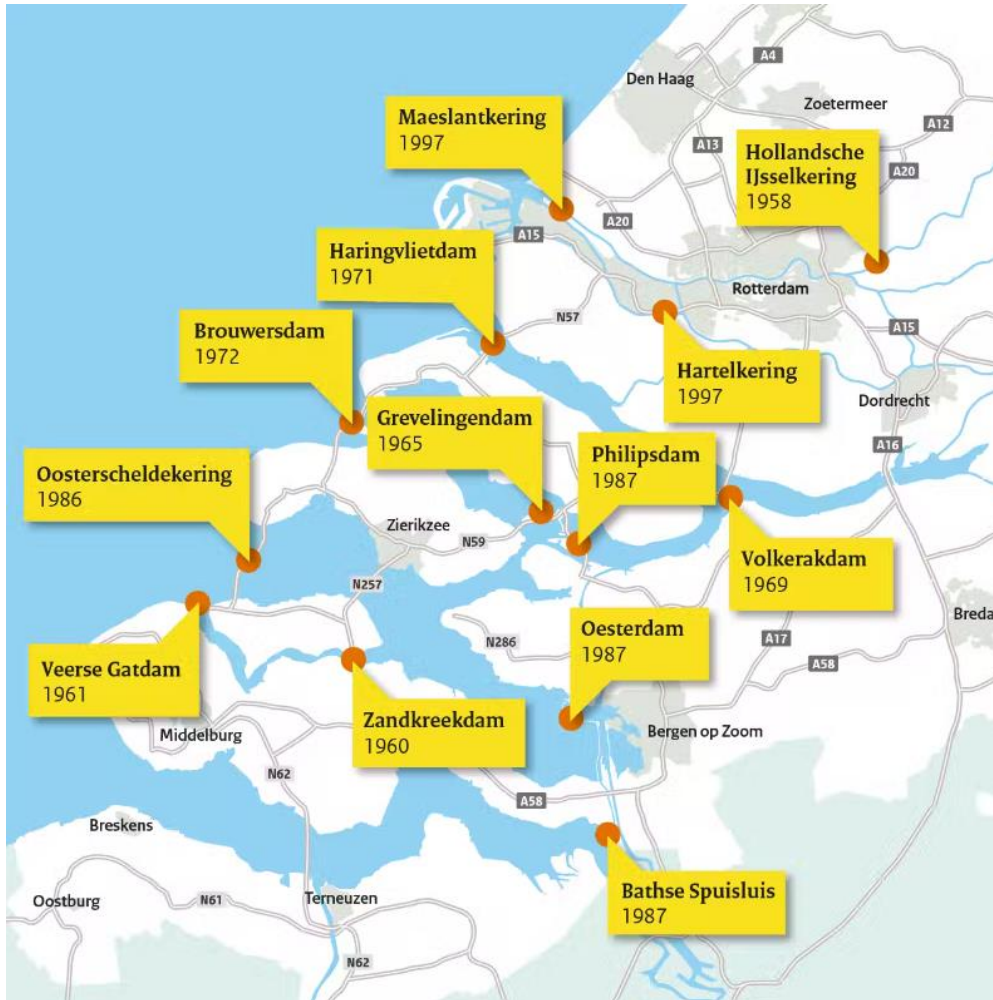 A4
Den Haag
Zoetermeer
Maeslantkering
1997
A12
A13
Hollandsche
IJsselkering
1958
A20
A20
A15
Haringvlietdam
1971
Rotterdam
N57
Brouwersdam
1972
A15
Hartelkering
1997
Dordrecht
Grevelingendam
1965
A16
Philipsdam
1987
Oosterscheldekering
1986
Zierikzee
N59
Volkerakdam
1969
N257
Breda
Oesterdam
1987
N286
A17
A58
Veerse Gatdam
1961
Zandkreekdam
1960
Middelburg
Bergen op Zoom
N62
A58
Breskens
Bathse Spuisluis
1987
Oostburg
N61
Terneuzen
N62